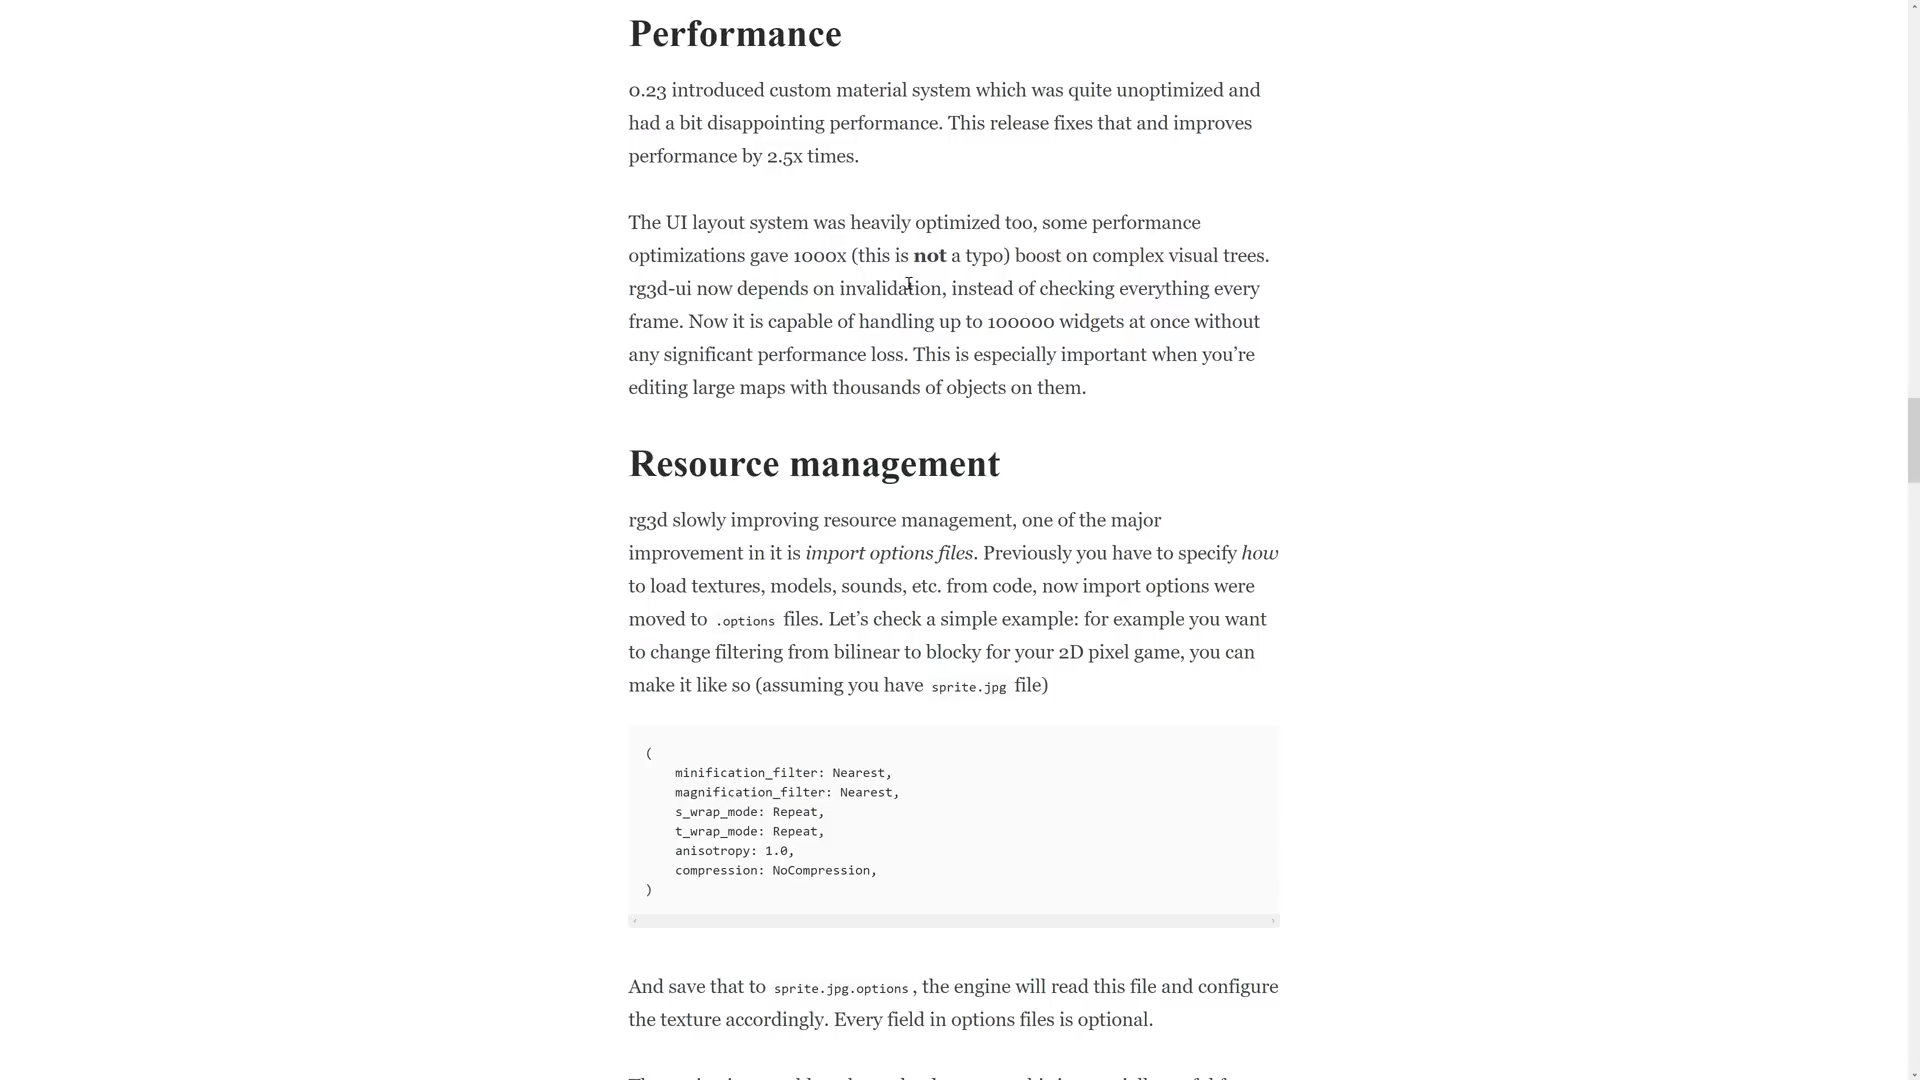 Performance
0.23 introduced custom material system which was quite unoptimized and
had a bit disappointing performance. This release fixes that and improves
performance by 2.5x times.
The UI layout system was heavily optimized too, some performance
optimizations gave 1000x (this is not a typo) boost on complex visual trees.
rg3d-ui now depends on invalidation, instead of checking everything every
frame. Now it is capable of handling up to 100000 widgets at once without
any significant performance loss. This is especially important when you’re
editing large maps with thousands of objects on them.
Resource management
rg3d slowly improving resource management, one of the major
improvement in it is import options files. Previously you have to specify how
to load textures, models, sounds, etc. from code, now import options were
moved to .options files. Let’s check a simple example: for example you want
to change filtering from bilinear to blocky for your 2D pixel game, you can
make it like so (assuming you have sprite.jpg file)
(
    minification_filter: Nearest,
    magnification_filter: Nearest,
    s_wrap_mode: Repeat,
    t_wrap_mode: Repeat,
    anisotropy: 1.0,
    compression: NoCompression,
)
And save that to sprite.jpg.options, the engine will read this file and configure
the texture accordingly. Every field in options files is optional.